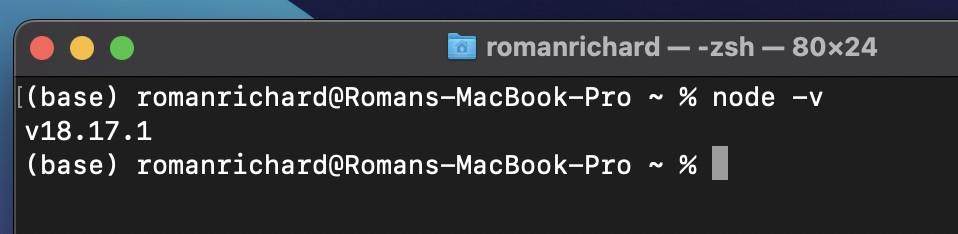 romanrichard — -zsh — 80×24
[(base) romanrichard@Romans-MacBook-Pro ~ % node -v
v18.17.1
(base) romanrichard@Romans-MacBook-Pro ~ %